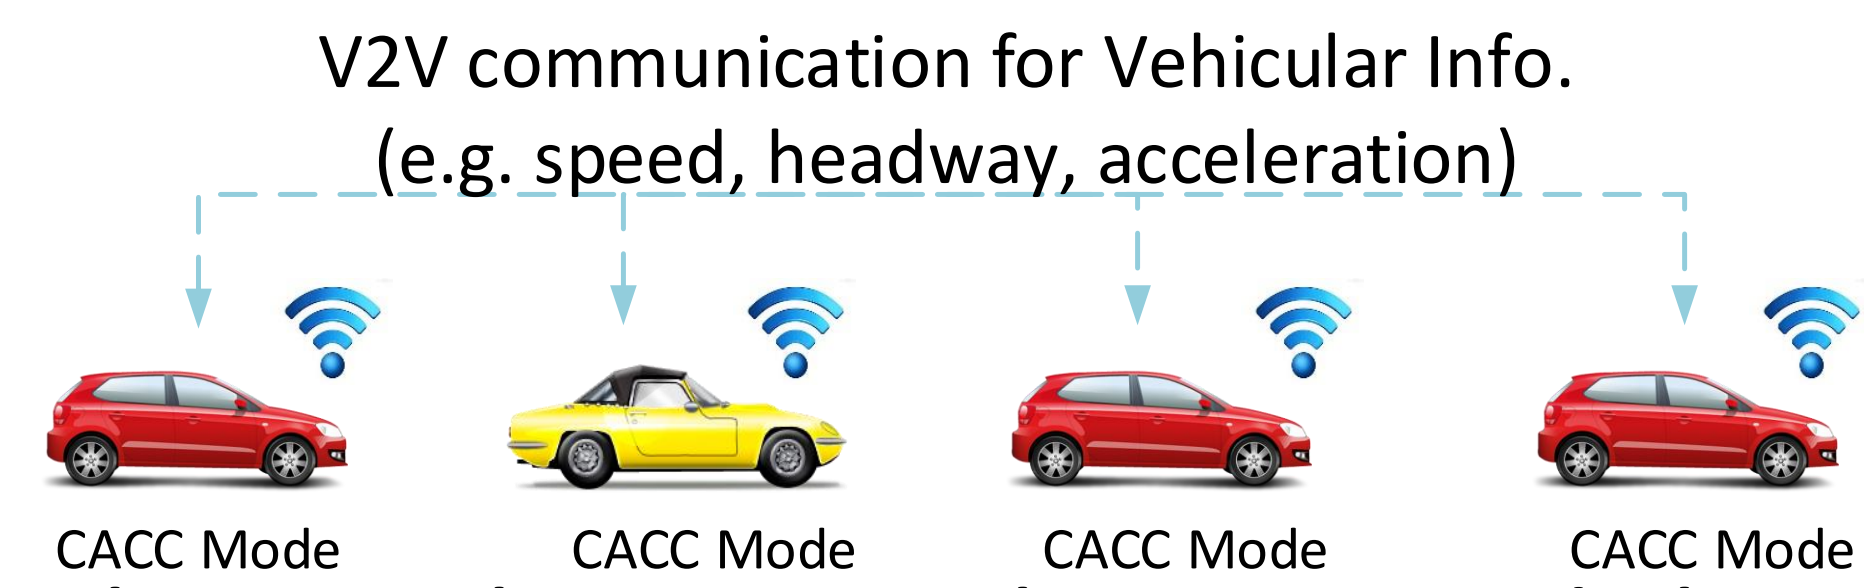 V2V communication for Vehicular Info.
(e.g. speed, headway, acceleration)
CACC Mode CACC Mode CACC Mode CACC Mode